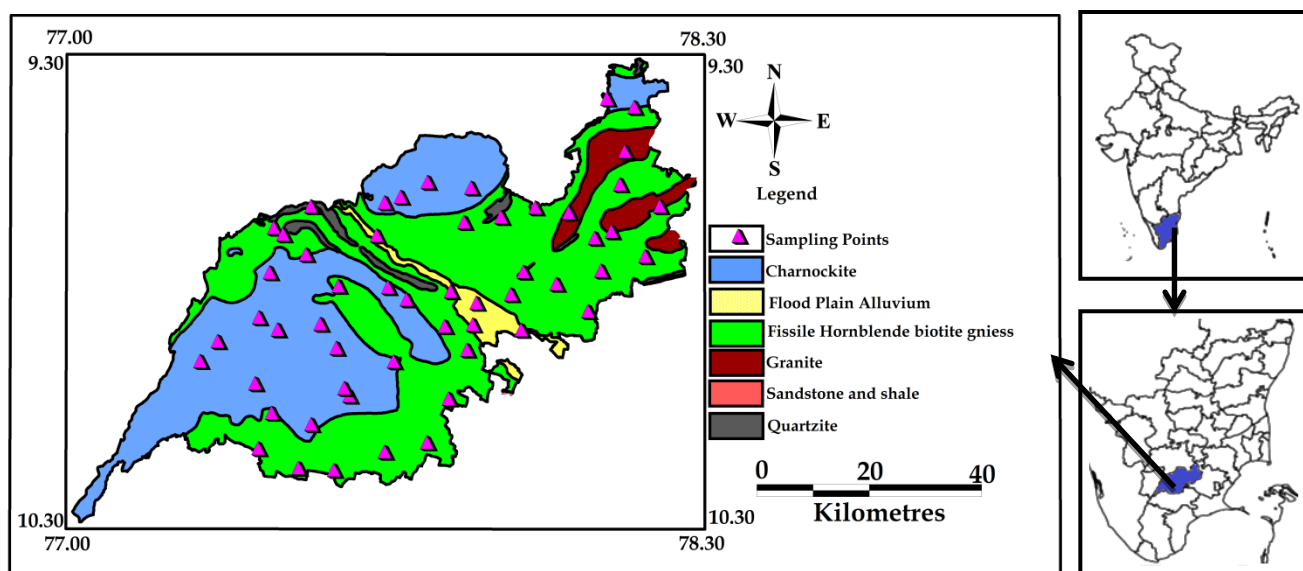 77.00
78.30
9.30
9.30
N
W
E
S
Legend
Sampling Points
Charnockite
Flood Plain Alluvium
Fissile Hornblende biotite gniess
Granite
Sandstone and shale
Quartzite
0 20 40
Kilometres
10.30
10.30
77.00
78.30